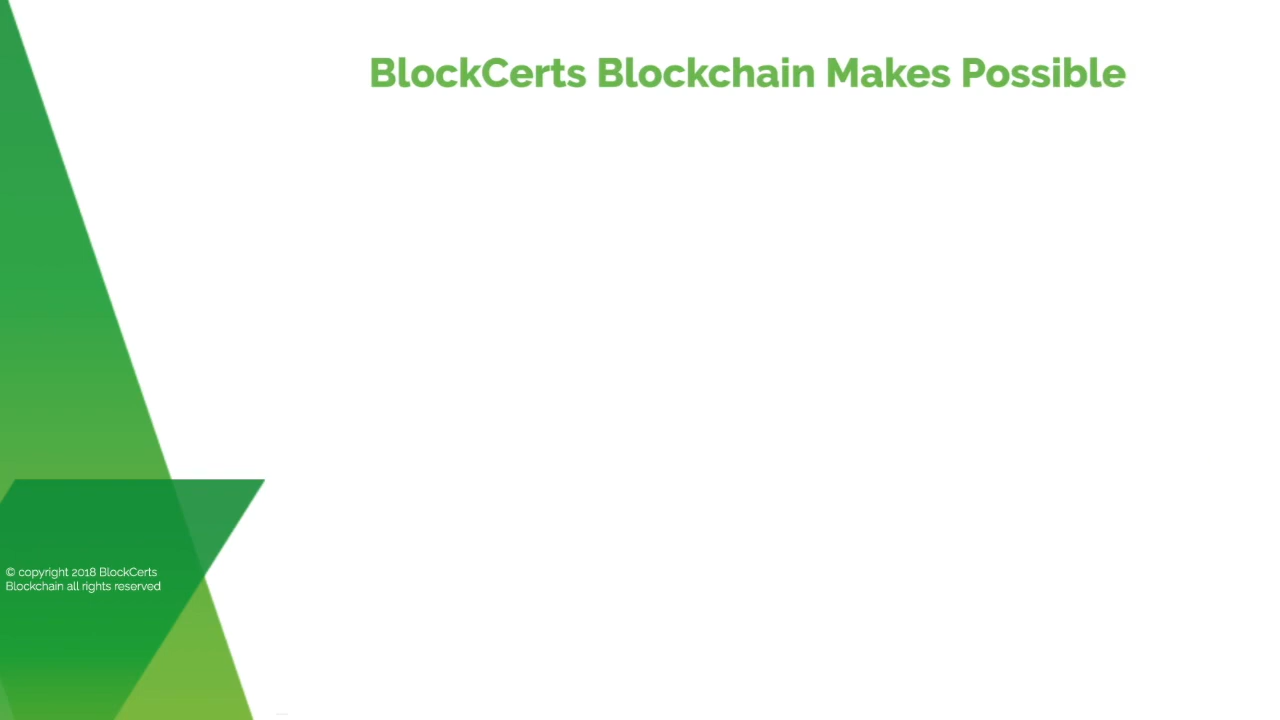 BlockCerts Blockchain Makes Possible
© copyright 2018 BlockCerts
Blockchain all rights reserved